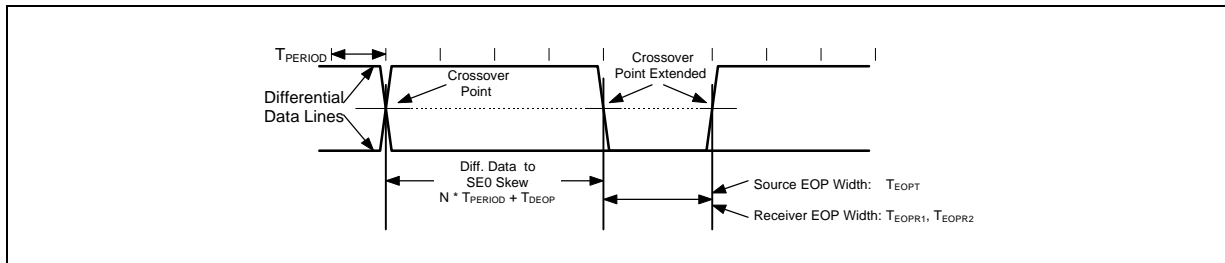 TPERIOD
Differential
Data Lines
Crossover
Point
Crossover
Point Extended
Diff. Data to
SE0 Skew
N * TPERIOD + TDEOP
Source EOP Width: TEOPT
Receiver EOP Width: TEOPR1, TEOPR2